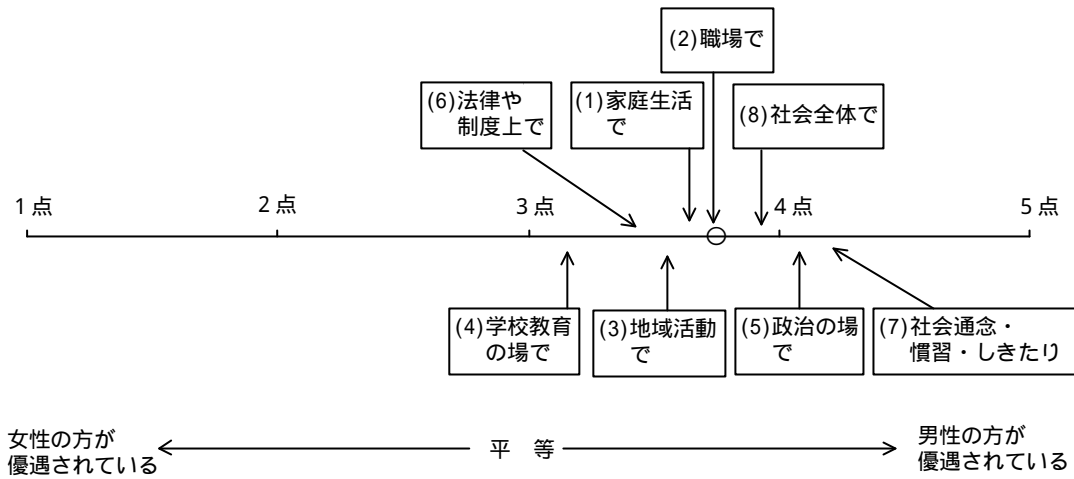 (2)職場で
(6)法律や
制度上で
(1)家庭生活
で
(8)社会全体で
1点
2点
3点
4点
5点
(4)学校教育
の場で
(3)地域活動
で
(5)政治の場
で
(7)社会通念・
慣習・しきたり
女性の方が
優遇されている
平 等
男性の方が
優遇されている